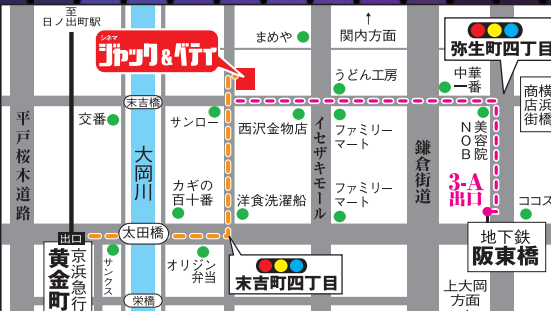 至
日ノ出町駅
シネマ
ジャック&ベティ
まめや
↑
関内方面
弥生町四丁目
うどん工房
中華
一番
横浜
商店街
末吉橋
交番
サンロー
西沢金物店
ファミリー
マート
美容院
NOB
平戸桜木道路
大岡川
イセザキモール
鎌倉街道
カギの
百十番
洋食洗濯船
ファミリー
マート
3-A
出口
ココス
太田橋
出口
京浜急行
黄金町
サンクス
オリジン
弁当
末吉町四丁目
地下鉄
阪東橋
上大岡
方面
栄橋